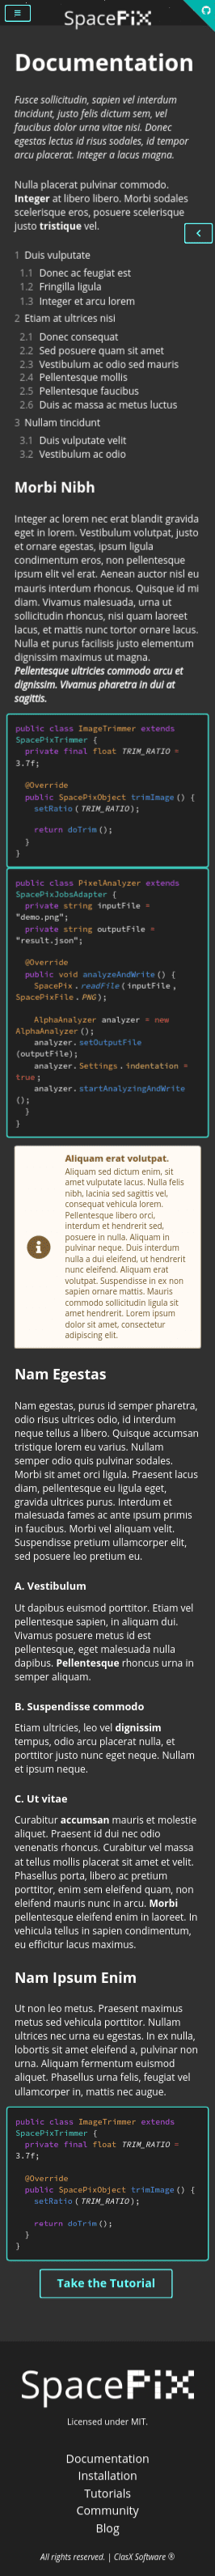 SpaceFix
Documentation
Fusce sollicitudin, sapien vel interdum
tincidunt, justo felis dictum sem, vel
faucibus dolor urna vitae nisi. Donec
egestas lectus id risus sodales, id tempor
arcu placerat. Integer a lacus magna.
Nulla placerat pulvinar commodo.
Integer at libero libero. Morbi sodales
scelerisque eros, posuere scelerisque
justo tristique vel.
1 Duis vulputate
1.1 Donec ac feugiat est
1.2 Fringilla ligula
1.3 Integer et arcu lorem
2 Etiam at ultrices nisi
2.1 Donec consequat
2.2 Sed posuere quam sit amet
2.3 Vestibulum ac odio sed mauris
2.4 Pellentesque mollis
2.5 Pellentesque faucibus
2.6 Duis ac massa ac metus luctus
3 Nullam tincidunt
3.1 Duis vulputate velit
3.2 Vestibulum ac odio
Morbi Nibh
Integer ac lorem nec erat blandit gravida
eget in lorem. Vestibulum volutpat, justo
et ornare egestas, ipsum ligula
condimentum eros, non pellentesque
ipsum elit vel erat. Aenean auctor nisl eu
mauris interdum rhoncus. Quisque id mi
diam. Vivamus malesuada, urna ut
sollicitudin rhoncus, nisi quam laoreet
lacus, et mattis nunc tortor ornare lacus.
Nulla et purus facilisis justo elementum
dignissim maximus ut magna.
Pellentesque ultricies commodo arcu et
dignissim. Vivamus pharetra in dui at
sagittis.
public class ImageTrimmer extends
SpacePixTrimmer {
private final float TRIM_RATIO =
3.7f;
@Override
public SpacePixObject trimImage() {
setRatio(TRIM_RATIO);
return doTrim();
}
}
public class PixelAnalyzer extends
SpacePixJobsAdapter {
private string inputFile =
"demo.png";
private string outputFile =
"result.json";
@Override
public void analyzeAndWrite() {
SpacePix.readFile(inputFile,
SpacePixFile.PNG);
AlphaAnalyzer analyzer = new
AlphaAnalyzer();
analyzer.setOutputFile
(outputFile);
analyzer.Settings.indentation =
true;
analyzer.startAnalyzingAndWrite
();
}
}
Aliquam erat volutpat.
Aliquam sed dictum enim, sit
amet vulputate lacus. Nulla felis
nibh, lacinia sed sagittis vel,
consequat vehicula lorem.
Pellentesque libero orci,
interdum et hendrerit sed,
posuere in nulla. Aliquam in
pulvinar neque. Duis interdum
nulla a dui eleifend, ut hendrerit
nunc eleifend. Aliquam erat
volutpat. Suspendisse in ex non
sapien ornare mattis. Mauris
commodo sollicitudin ligula sit
amet hendrerit. Lorem ipsum
dolor sit amet, consectetur
adipiscing elit.
Nam Egestas
Nam egestas, purus id semper pharetra,
odio risus ultrices odio, id interdum
neque tellus a libero. Quisque accumsan
tristique lorem eu varius. Nullam
semper odio quis pulvinar sodales.
Morbi sit amet orci ligula. Praesent lacus
diam, pellentesque eu ligula eget,
gravida ultrices purus. Interdum et
malesuada fames ac ante ipsum primis
in faucibus. Morbi vel aliquam velit.
Suspendisse pretium ullamcorper elit,
sed posuere leo pretium eu.
A. Vestibulum
Ut dapibus euismod porttitor. Etiam vel
pellentesque sapien, in aliquam dui.
Vivamus posuere metus id est
pellentesque, eget malesuada nulla
dapibus. Pellentesque rhoncus urna in
semper aliquam.
B. Suspendisse commodo
Etiam ultricies, leo vel dignissim
tempus, odio arcu placerat nulla, et
porttitor justo nunc eget neque. Nullam
et ipsum neque.
C. Ut vitae
Curabitur accumsan mauris et molestie
aliquet. Praesent id dui nec odio
venenatis rhoncus. Curabitur vel massa
at tellus mollis placerat sit amet et velit.
Phasellus porta, libero ac pretium
porttitor, enim sem eleifend quam, non
eleifend mauris nunc in arcu. Morbi
pellentesque eleifend enim in laoreet. In
vehicula tellus in sapien condimentum,
eu efficitur lacus maximus.
Nam Ipsum Enim
Ut non leo metus. Praesent maximus
metus sed vehicula porttitor. Nullam
ultrices nec urna eu egestas. In ex nulla,
lobortis sit amet eleifend a, pulvinar non
urna. Aliquam fermentum euismod
aliquet. Phasellus urna felis, feugiat vel
ullamcorper in, mattis nec augue.
public class ImageTrimmer extends
SpacePixTrimmer {
private final float TRIM_RATIO =
3.7f;
@Override
public SpacePixObject trimImage() {
setRatio(TRIM_RATIO);
return doTrim();
}
}
Take the Tutorial
SpaceFix
Licensed under MIT.
Documentation
Installation
Tutorials
Community
Blog
All rights reserved. | ClasX Software ®